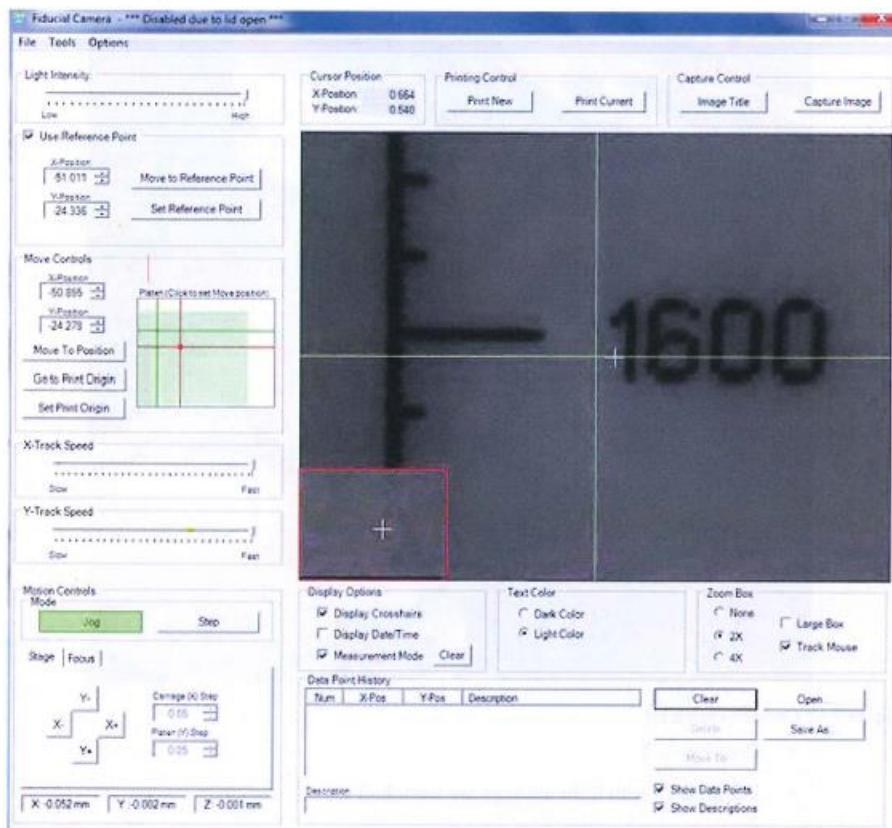 Fiducial Camera - *** Disabled due to lid open ***
File Tools Options
Light Intensity
Low High
Cursor Position
X-Position 0.664
Y-Position 0.540
Printing Control
Print New Print Current
Capture Control
Image Title Capture Image
Use Reference Point
X-Position
-51.011
Move to Reference Point
Y-Position
-24.336
Set Reference Point
Move Controls
X-Position
-50.855
Y-Position
-24.279
Platen (Click to set Move position)
Move To Position
Go to Print Origin
Set Print Origin
1600
X-Track Speed
Slow Fast
Y-Track Speed
Slow Fast
Motion Controls
Mode
Jog Step
Stage Focus
Y-
X- X+
Y+
Carriage (X) Step
0.05
Platen (Y) Step
0.05
X -0.052 mm Y -0.002 mm Z -0.001 mm
Display Options
Display Crosshairs
Display Date/Time
Measurement Mode Clear
Text Color
Dark Color
Light Color
Zoom Box
None
2X
4X
Large Box
Track Mouse
Data Point History
Num X-Pos Y-Pos Description
Clear Open
Delete Save As
Move To
Description
Show Data Points
Show Descriptions